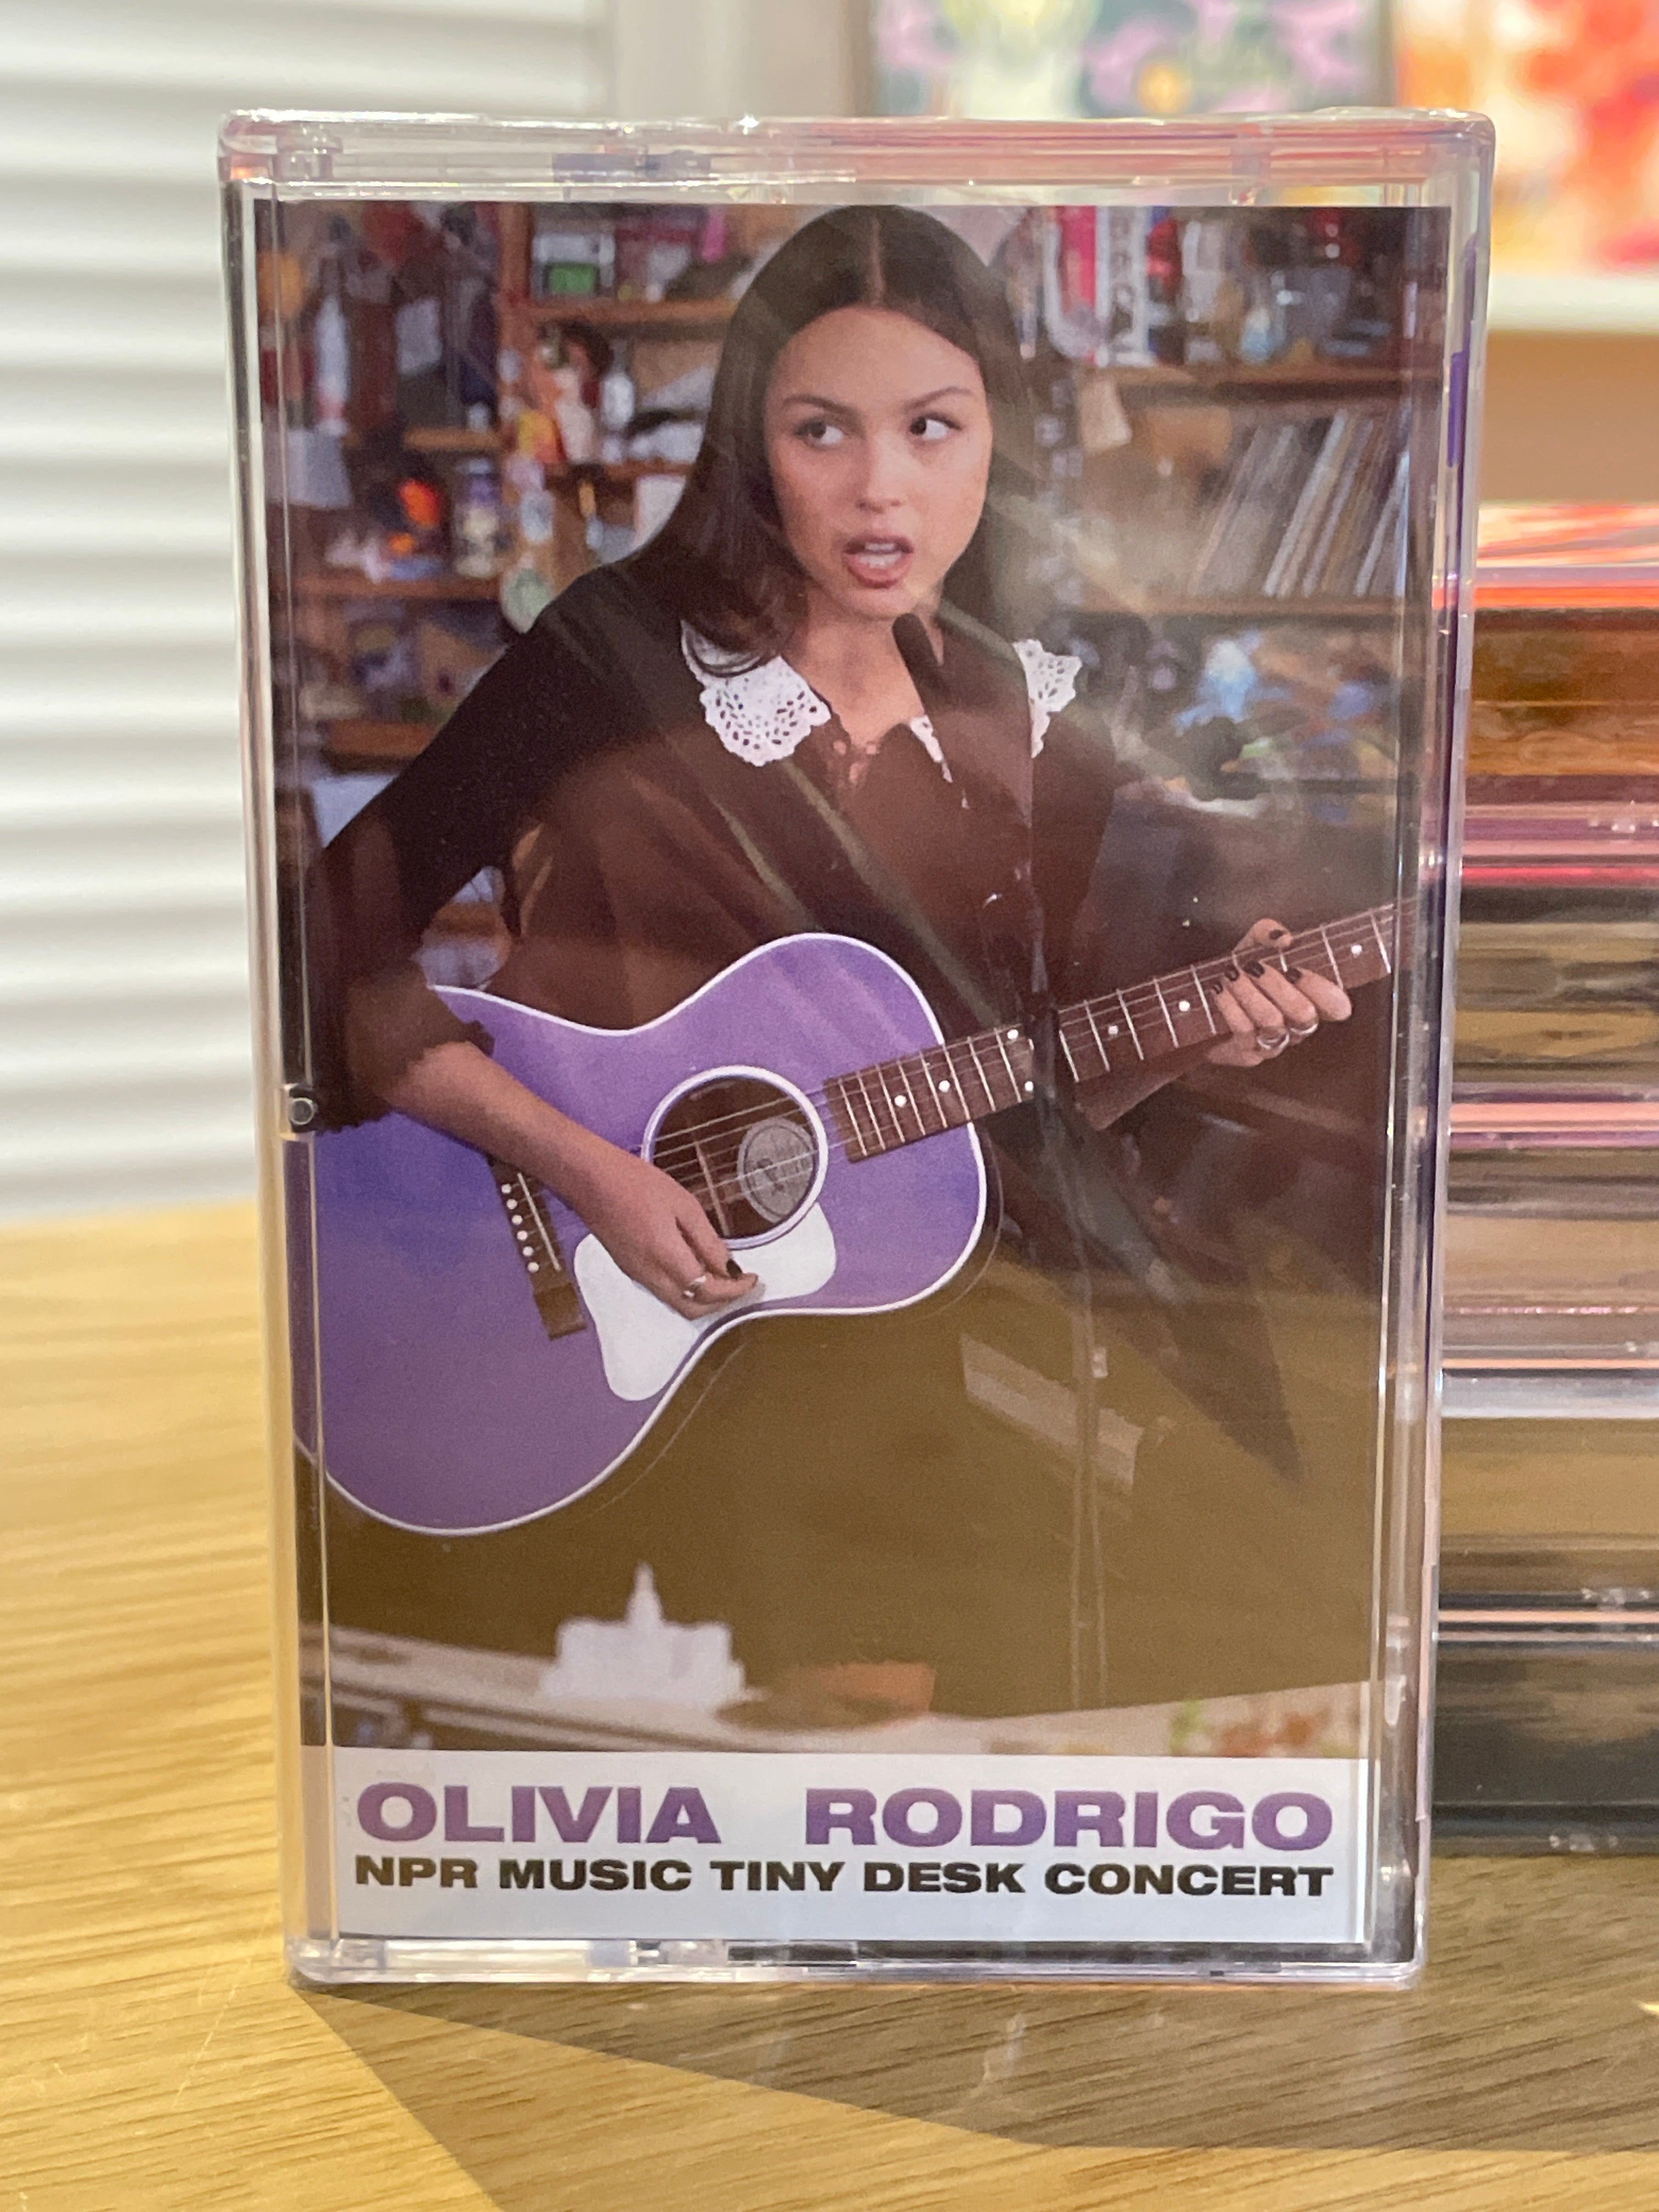 OLIVIA RODRIGO
NPR MUSIC TINY DESK CONCERT